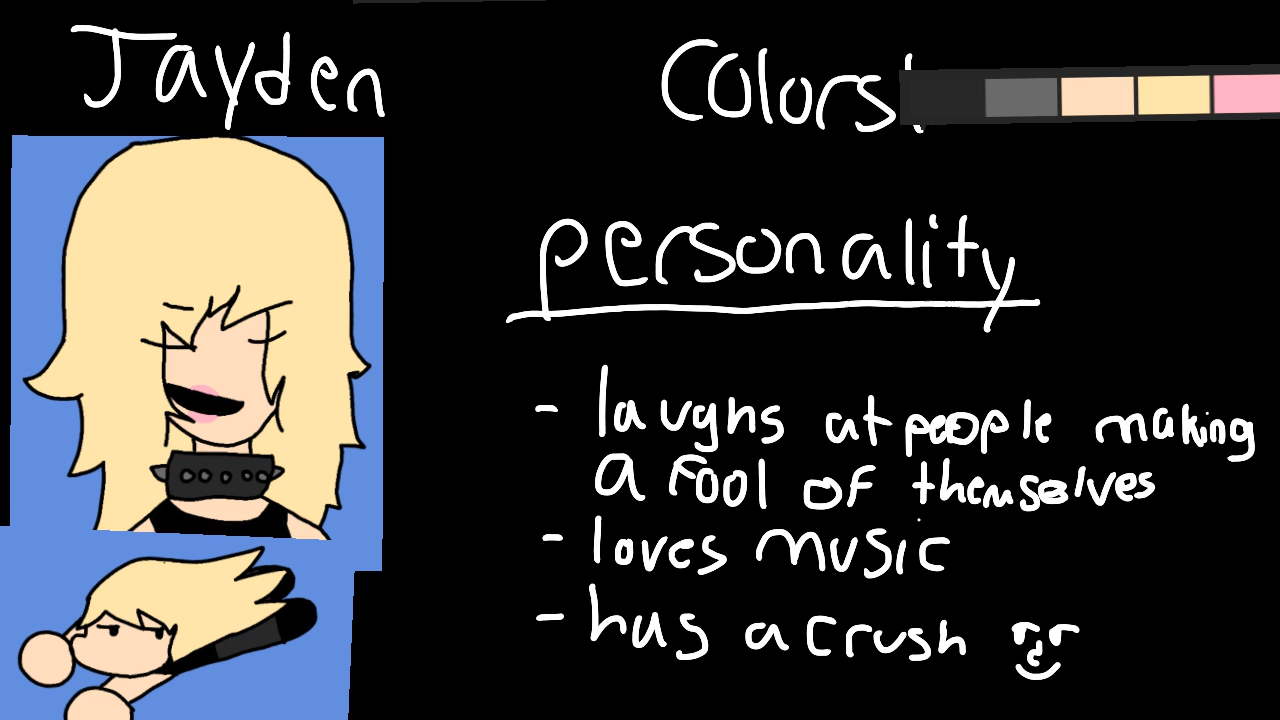 Jayden
Colors!
personality
- laughs at people making
a fool of themselves
- loves music
- has a crush